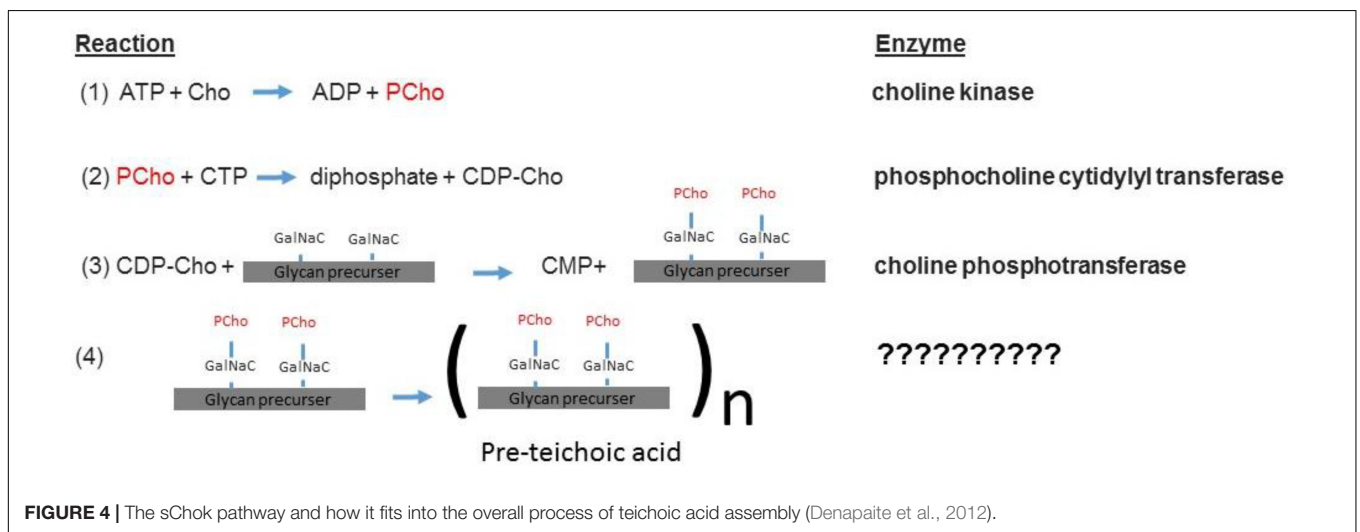 Reaction Enzyme
(1) ATP + Cho ADP + PCho choline kinase
(2) PCho + CTP diphosphate + CDP-Cho phosphocholine cytidylyl transferase
PCho PCho
GalNaC GalNaC GalNaC GalNaC
(3) CDP-Cho + Glycan precurser CMP+ Glycan precurser choline phosphotransferase
PCho PCho PCho PCho
(4) GalNaC GalNaC GalNaC GalNaC ??????????
Glycan precurser ( Glycan precurser ) n
Pre-teichoic acid
FIGURE 4 | The sChok pathway and how it fits into the overall process of teichoic acid assembly (Denapaite et al., 2012).